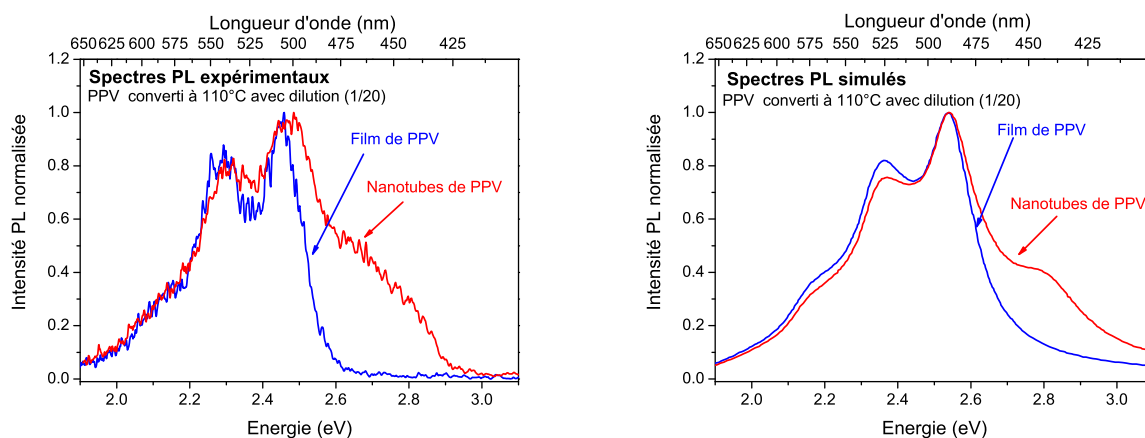 Longueur d'onde (nm)
650 625 600 575 550 525 500 475 450 425
Spectres PL expérimentaux
PPV converti à 110°C avec dilution (1/20)
Film de PPV
Nanotubes de PPV
Intensité PL normalisée
1.2
1.0
0.8
0.6
0.4
0.2
0.0
2.0 2.2 2.4 2.6 2.8 3.0
Energie (eV)
Longueur d'onde (nm)
650 625 600 575 550 525 500 475 450 425
Spectres PL simulés
PPV converti à 110°C avec dilution (1/20)
Film de PPV
Nanotubes de PPV
Intensité PL normalisée
1.2
1.0
0.8
0.6
0.4
0.2
0.0
2.0 2.2 2.4 2.6 2.8 3.0
Energie (eV)